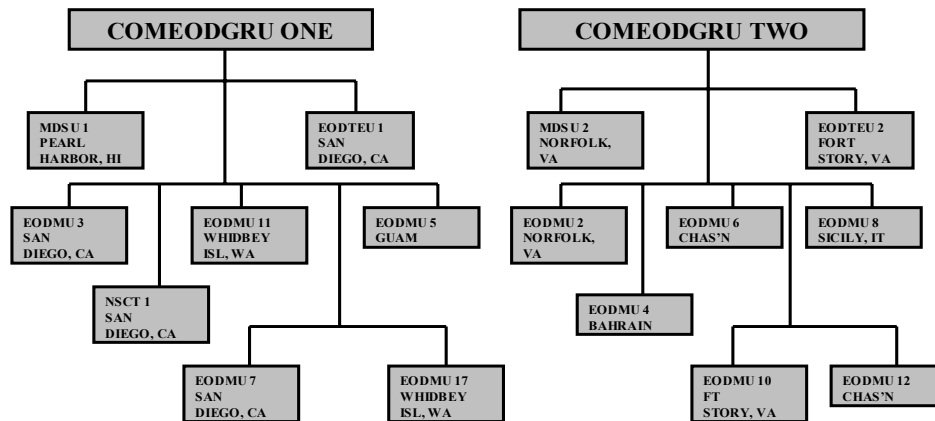 COMEODGRU ONE
COMEODGRU TWO
MDSU 1
PEARL
HARBOR, HI
EODTEU 1
SAN
DIEGO, CA
MDSU 2
NORFOLK,
VA
EODTEU 2
FORT
STORY, VA
EODMU 3
SAN
DIEGO, CA
EODMU 11
WHIDBEY
ISL, WA
EODMU 5
GUAM
EODMU 2
NORFOLK,
VA
EODMU 6
CHAS'N
EODMU 8
SICILY, IT
NSCT 1
SAN
DIEGO, CA
EODMU 4
BAHRAIN
EODMU 7
SAN
DIEGO, CA
EODMU 17
WHIDBEY
ISL, WA
EODMU 10
FT
STORY, VA
EODMU 12
CHAS'N